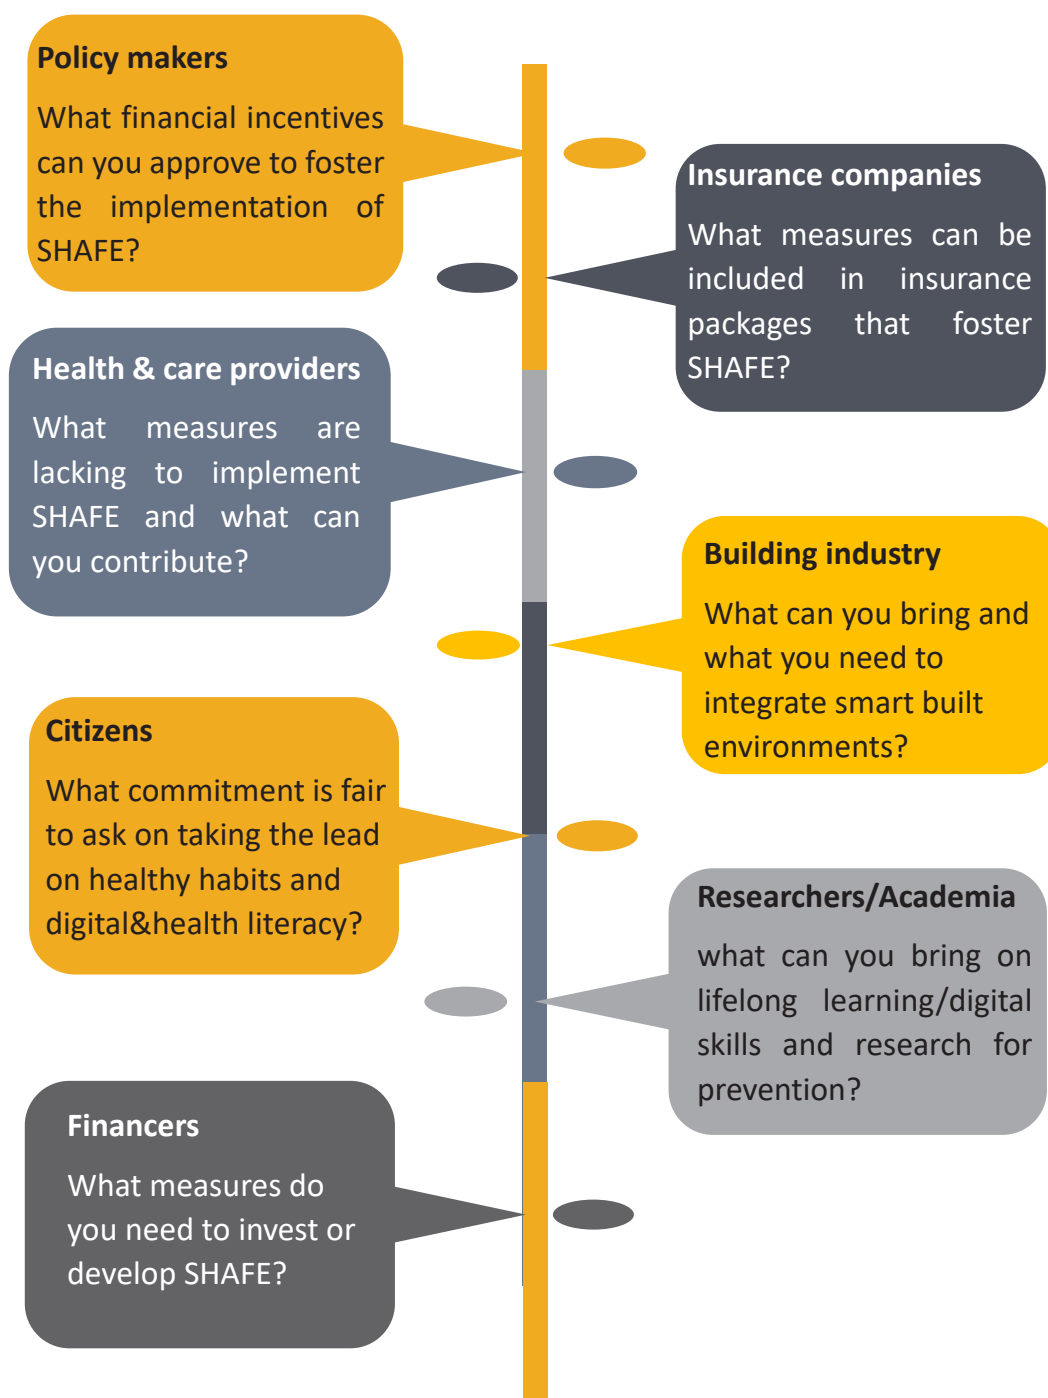 Policy makers
What financial incentives
can you approve to foster
the implementation of
SHAFE?
Insurance companies
What measures can be
included in insurance
packages that foster
SHAFE?
Health & care providers
What measures are
lacking to implement
SHAFE and what can
you contribute?
Building industry
What can you bring and
what you need to
integrate smart built
environments?
Citizens
What commitment is fair
to ask on taking the lead
on healthy habits and
digital&health literacy?
Researchers/Academia
what can you bring on
lifelong learning/digital
skills and research for
prevention?
Financers
What measures do
you need to invest or
develop SHAFE?